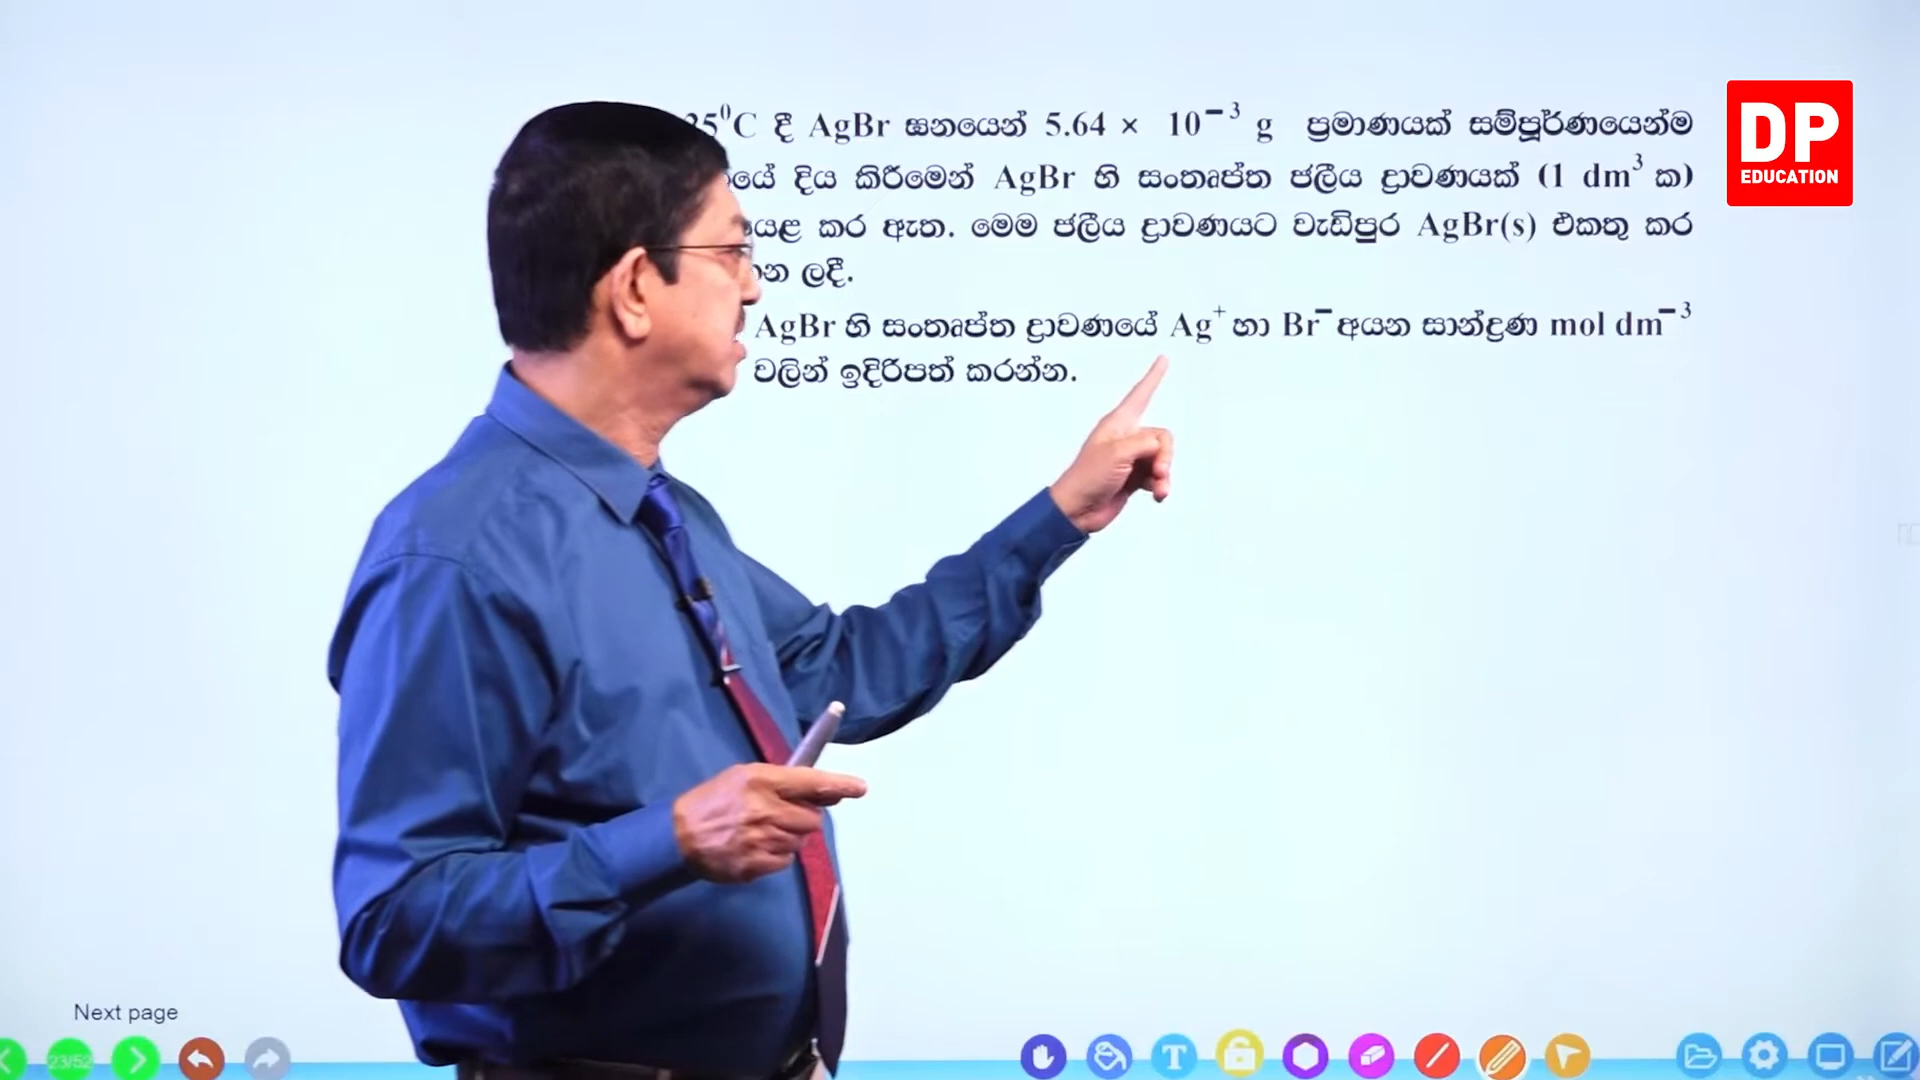 25⁰C දී AgBr ඝනයෙන් 5.64 × 10⁻³ g ප්‍රමාණයක් සම්පූර්ණයෙන්ම
දිය කිරීමෙන් AgBr හි සංතෘප්ත ජලීය ද්‍රාවණයක් (1 dm³ ක)
කර ඇත. මෙම ජලීය ද්‍රාවණයට වැඩිපුර AgBr(s) එකතු කර
ලදී.
AgBr හි සංතෘප්ත ද්‍රාවණයේ Ag⁺ හා Br⁻ අයන සාන්ද්‍රණ mol dm⁻³
වලින් ඉදිරිපත් කරන්න.
DP
EDUCATION
Next page
23/52